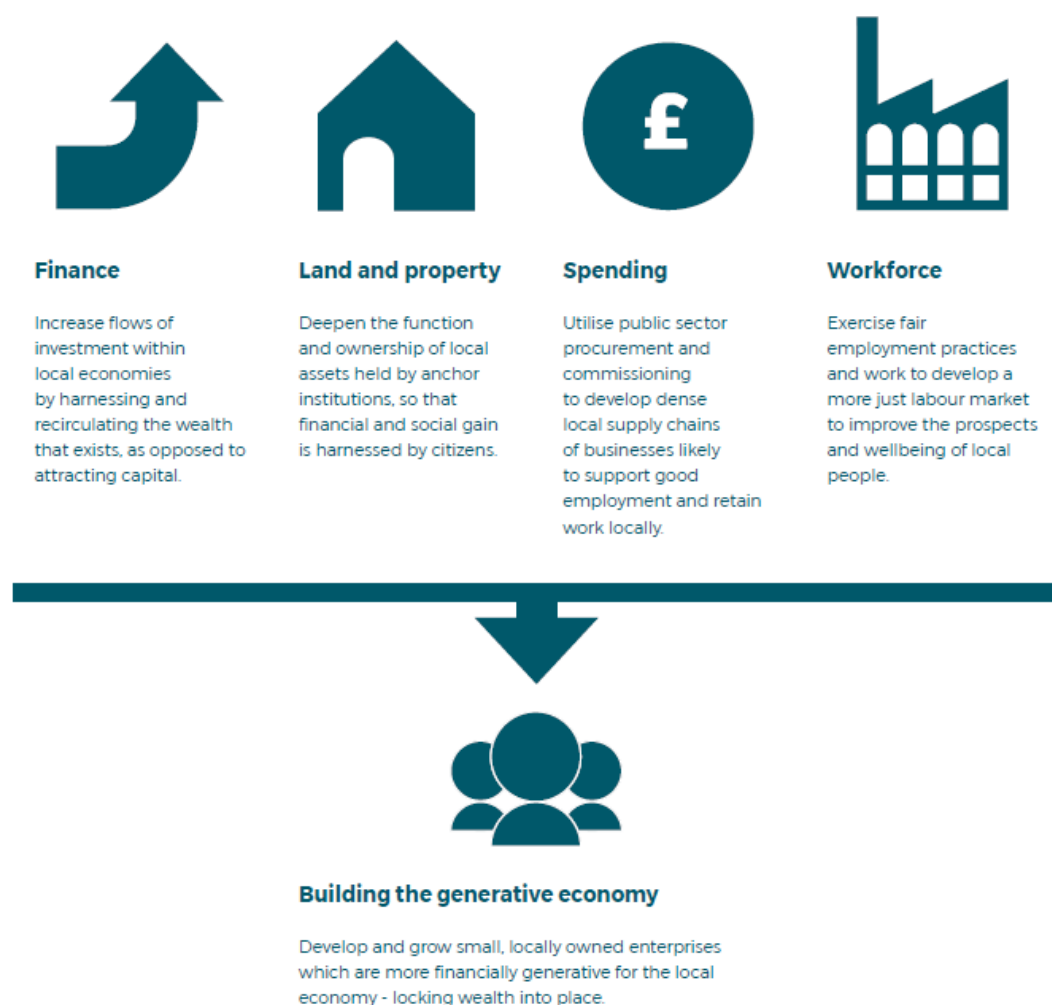 £
Finance
Increase flows of
investment within
local economies
by harnessing and
recirculating the wealth
that exists, as opposed to
attracting capital.
Land and property
Deepen the function
and ownership of local
assets held by anchor
institutions, so that
financial and social gain
is harnessed by citizens.
Spending
Utilise public sector
procurement and
commissioning
to develop dense
local supply chains
of businesses likely
to support good
employment and retain
work locally.
Workforce
Exercise fair
employment practices
and work to develop a
more just labour market
to improve the prospects
and wellbeing of local
people.
Building the generative economy
Develop and grow small, locally owned enterprises
which are more financially generative for the local
economy - locking wealth into place.